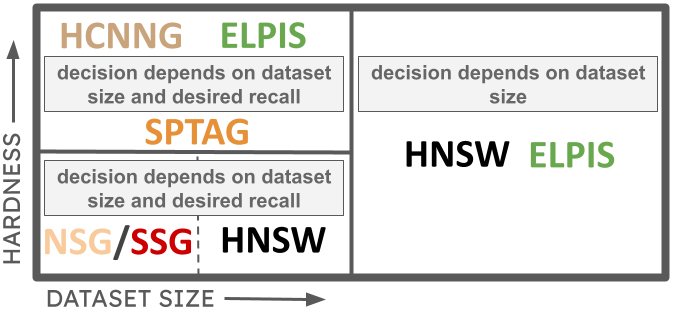 HCNNG ELPIS
decision depends on dataset
size and desired recall
SPTAG
decision depends on dataset
size and desired recall
NSG/SSG HNSW
decision depends on dataset
size
HNSW ELPIS
HARDNESS
DATASET SIZE